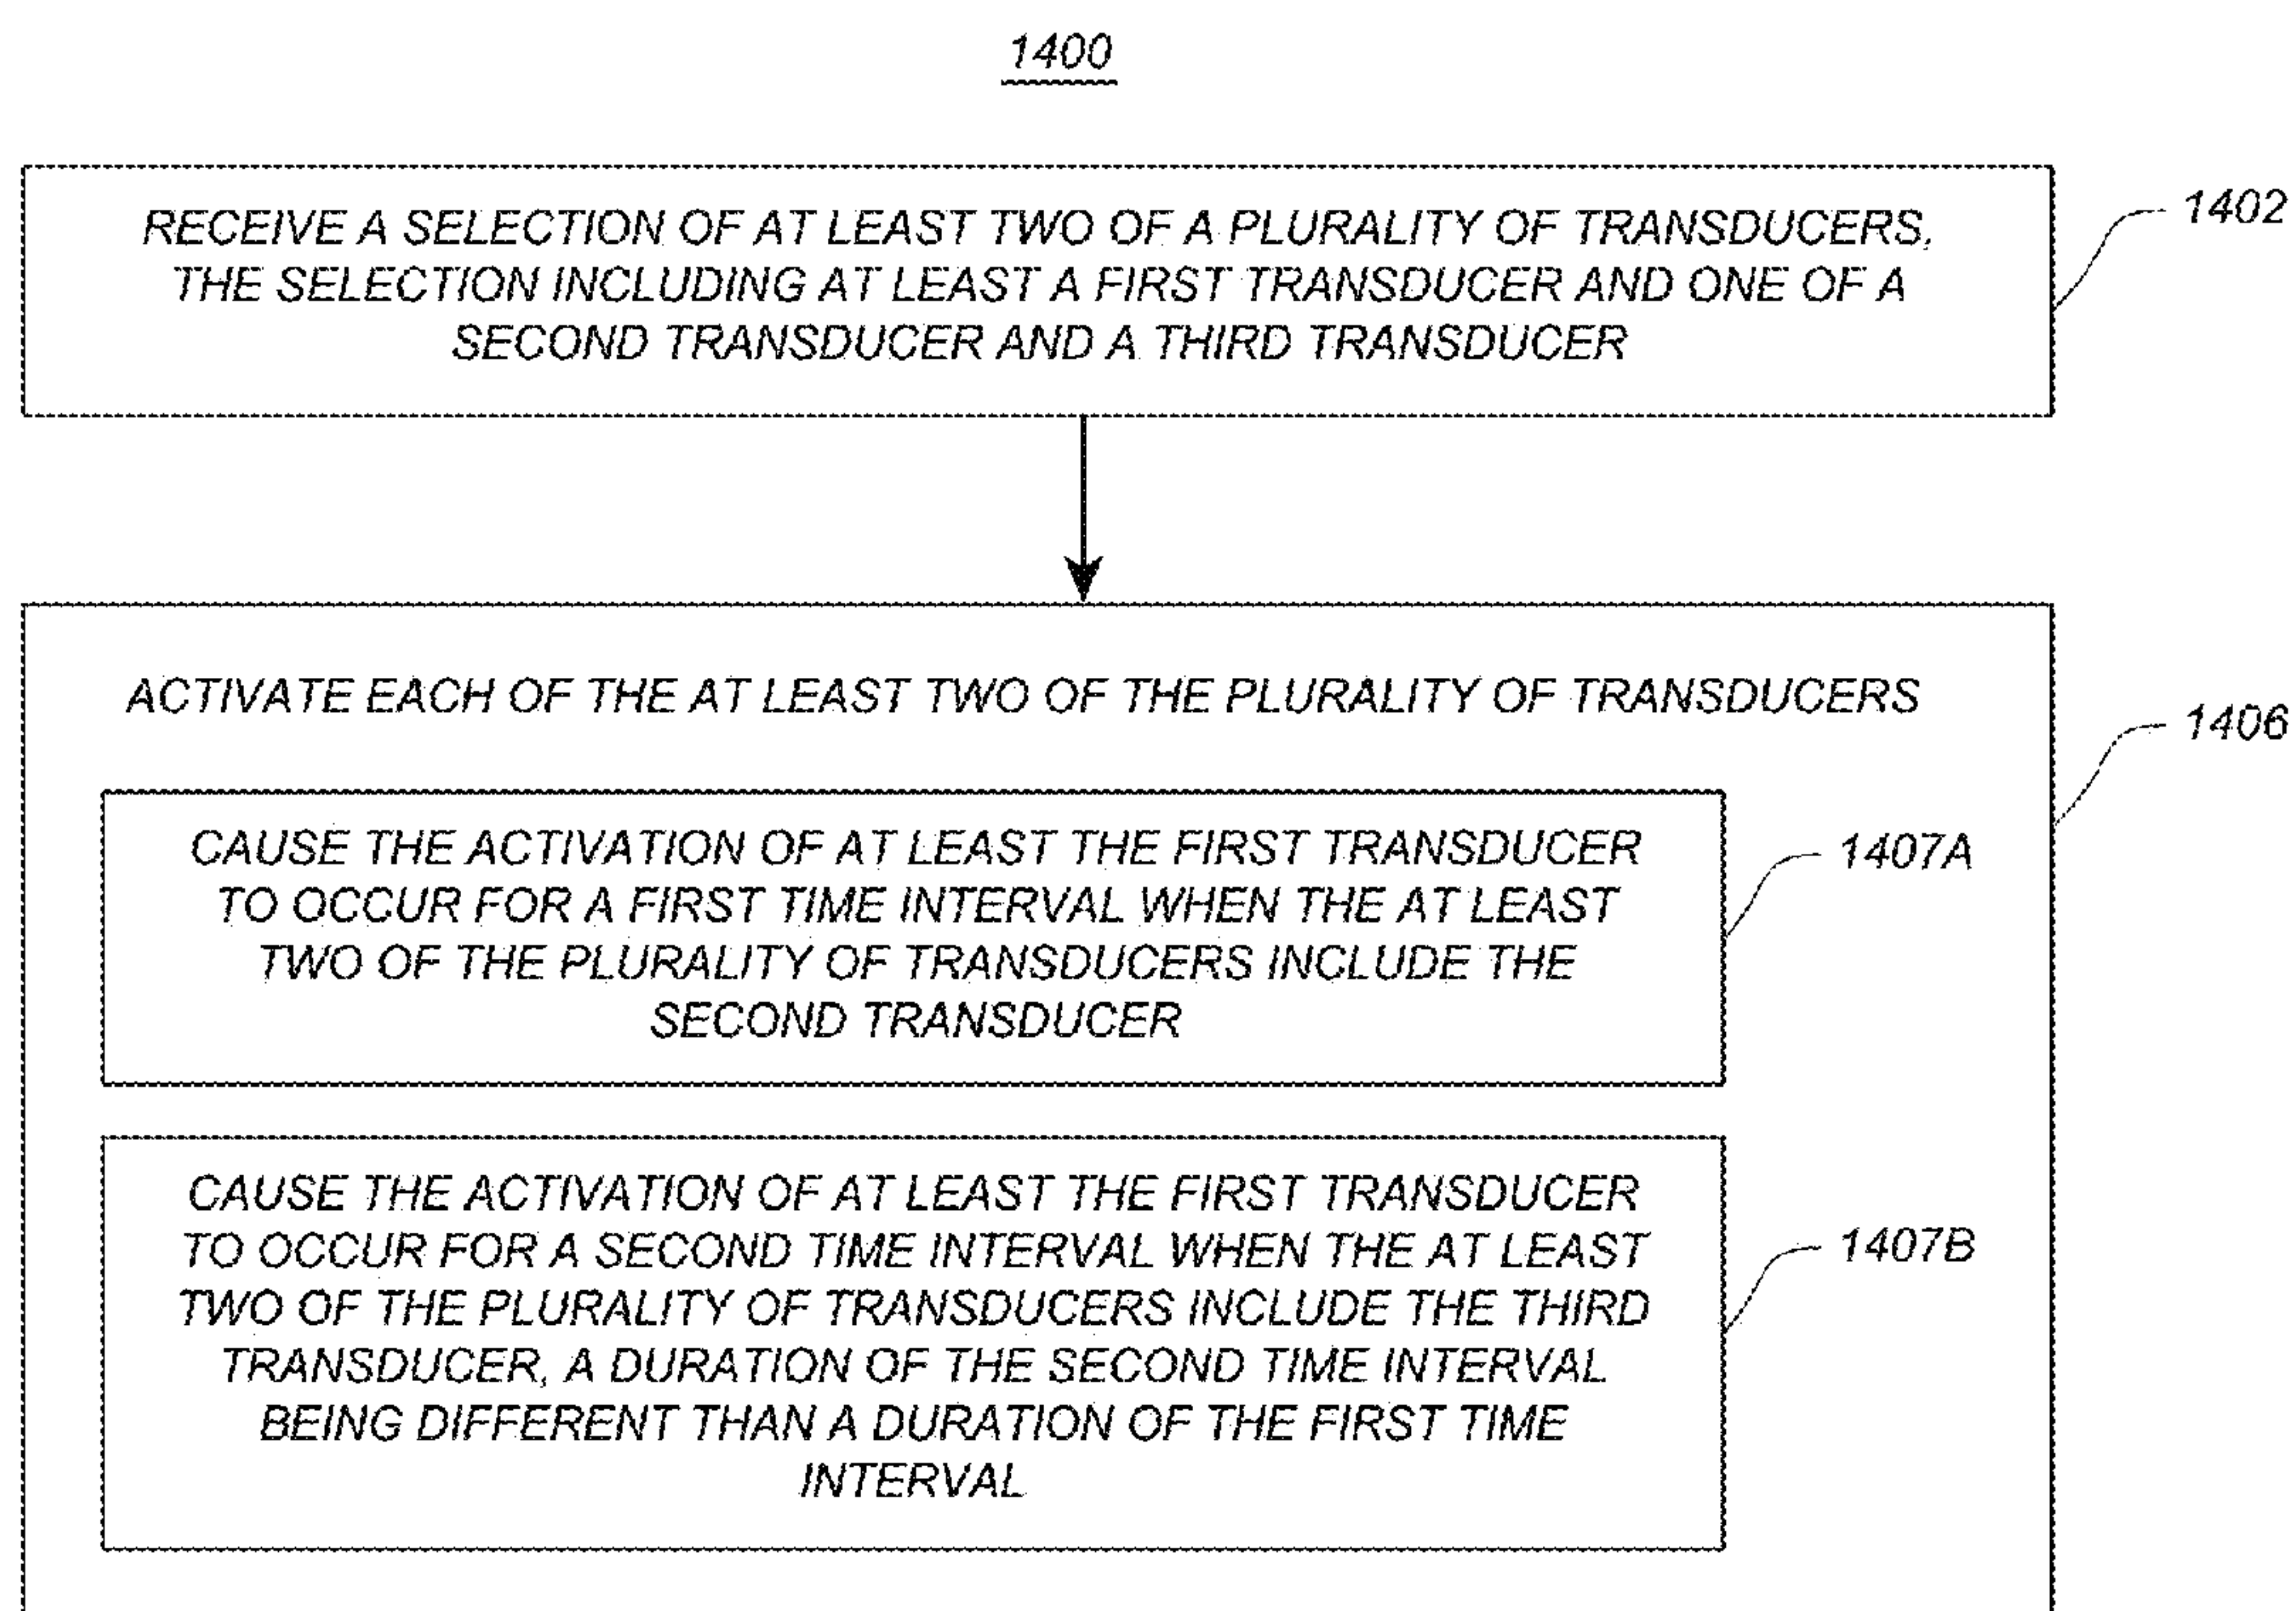 1400
RECEIVE A SELECTION OF AT LEAST TWO OF A PLURALITY OF TRANSDUCERS,
THE SELECTION INCLUDING AT LEAST A FIRST TRANSDUCER AND ONE OF A
SECOND TRANSDUCER AND A THIRD TRANSDUCER
1402
ACTIVATE EACH OF THE AT LEAST TWO OF THE PLURALITY OF TRANSDUCERS
1406
CAUSE THE ACTIVATION OF AT LEAST THE FIRST TRANSDUCER
TO OCCUR FOR A FIRST TIME INTERVAL WHEN THE AT LEAST
TWO OF THE PLURALITY OF TRANSDUCERS INCLUDE THE
SECOND TRANSDUCER
1407A
CAUSE THE ACTIVATION OF AT LEAST THE FIRST TRANSDUCER
TO OCCUR FOR A SECOND TIME INTERVAL WHEN THE AT LEAST
TWO OF THE PLURALITY OF TRANSDUCERS INCLUDE THE THIRD
TRANSDUCER, A DURATION OF THE SECOND TIME INTERVAL
BEING DIFFERENT THAN A DURATION OF THE FIRST TIME
INTERVAL
1407B